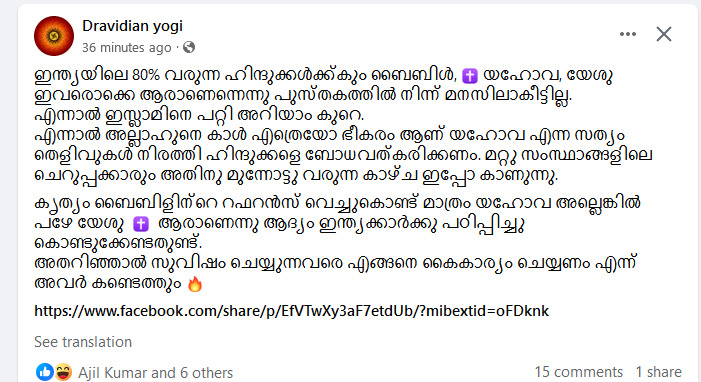 Dravidian yogi
36 minutes ago ·
ഇന്ത്യയിലെ 80% വരുന്ന ഹിന്ദുക്കൾക്ക്കും ബൈബിൾ, ✝️ യഹോവ, യേശു
ഇവരൊക്കെ ആരാണെന്നെന്നു പുസ്തകത്തിൽ നിന്ന് മനസിലാകീട്ടില്ല.
എന്നാൽ ഇസ്ലാമിനെ പറ്റി അറിയാം കുറെ.
എന്നാൽ അല്ലാഹുനെ കാൾ എത്രെയോ ഭീകരം ആണ് യഹോവ എന്ന സത്യം
തെളിവുകൾ നിരത്തി ഹിന്ദുക്കളെ ബോധവത്കരിക്കണം. മറ്റു സംസ്ഥാങ്ങളിലെ
ചെറുപ്പക്കാരും അതിനു മുന്നോട്ടു വരുന്ന കാഴ്ച ഇപ്പോ കാണുന്നു.
കൃത്യം ബൈബിളിന്റെ റഫറൻസ് വെച്ചുകൊണ്ട് മാത്രം യഹോവ അല്ലെങ്കിൽ
പഴേ യേശു ✝️ ആരാണെന്നു ആദ്യം ഇന്ത്യക്കാർക്കു പഠിപ്പിച്ചു
കൊണ്ടുക്കേണ്ടതുണ്ട്.
അതറിഞ്ഞാൽ സുവിഷം ചെയ്യുന്നവരെ എങ്ങനെ കൈകാര്യം ചെയ്യണം എന്ന്
അവർ കണ്ടെത്തും 🔥
https://www.facebook.com/share/p/EfVTwXy3aF7etdUb/?mibextid=oFDknk
See translation
Ajil Kumar and 6 others
15 comments 1 share